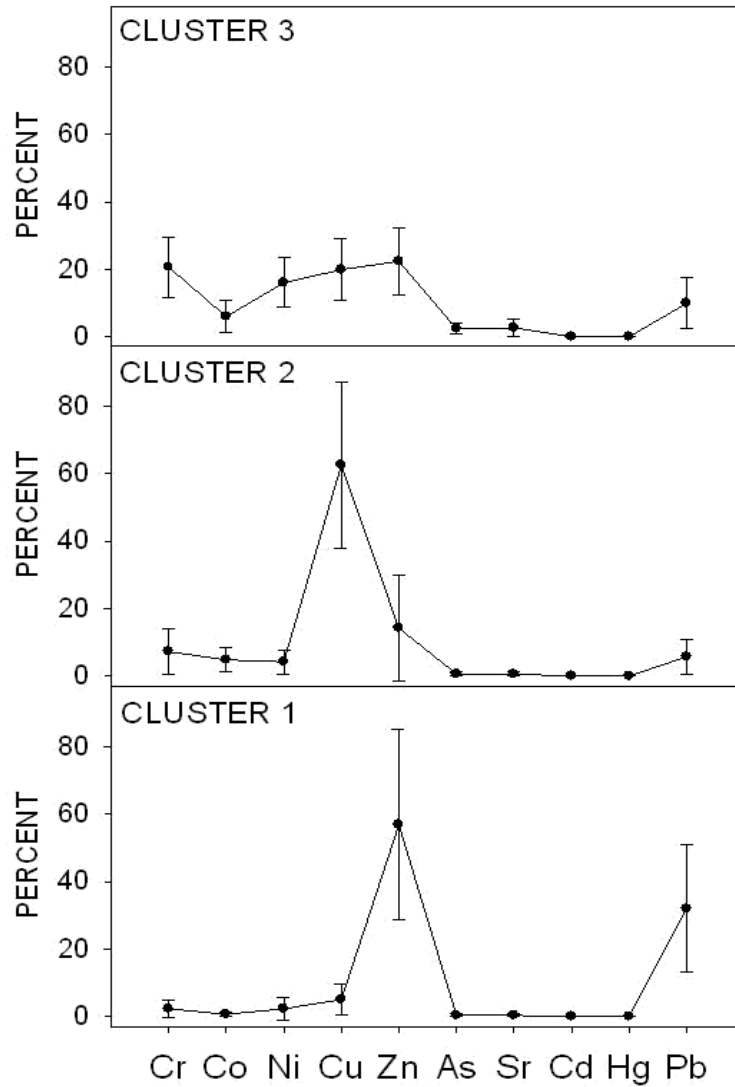 CLUSTER 3
PERCENT
80
60
40
20
0
CLUSTER 2
PERCENT
80
60
40
20
0
CLUSTER 1
PERCENT
80
60
40
20
0
Cr Co Ni Cu Zn As Sr Cd Hg Pb